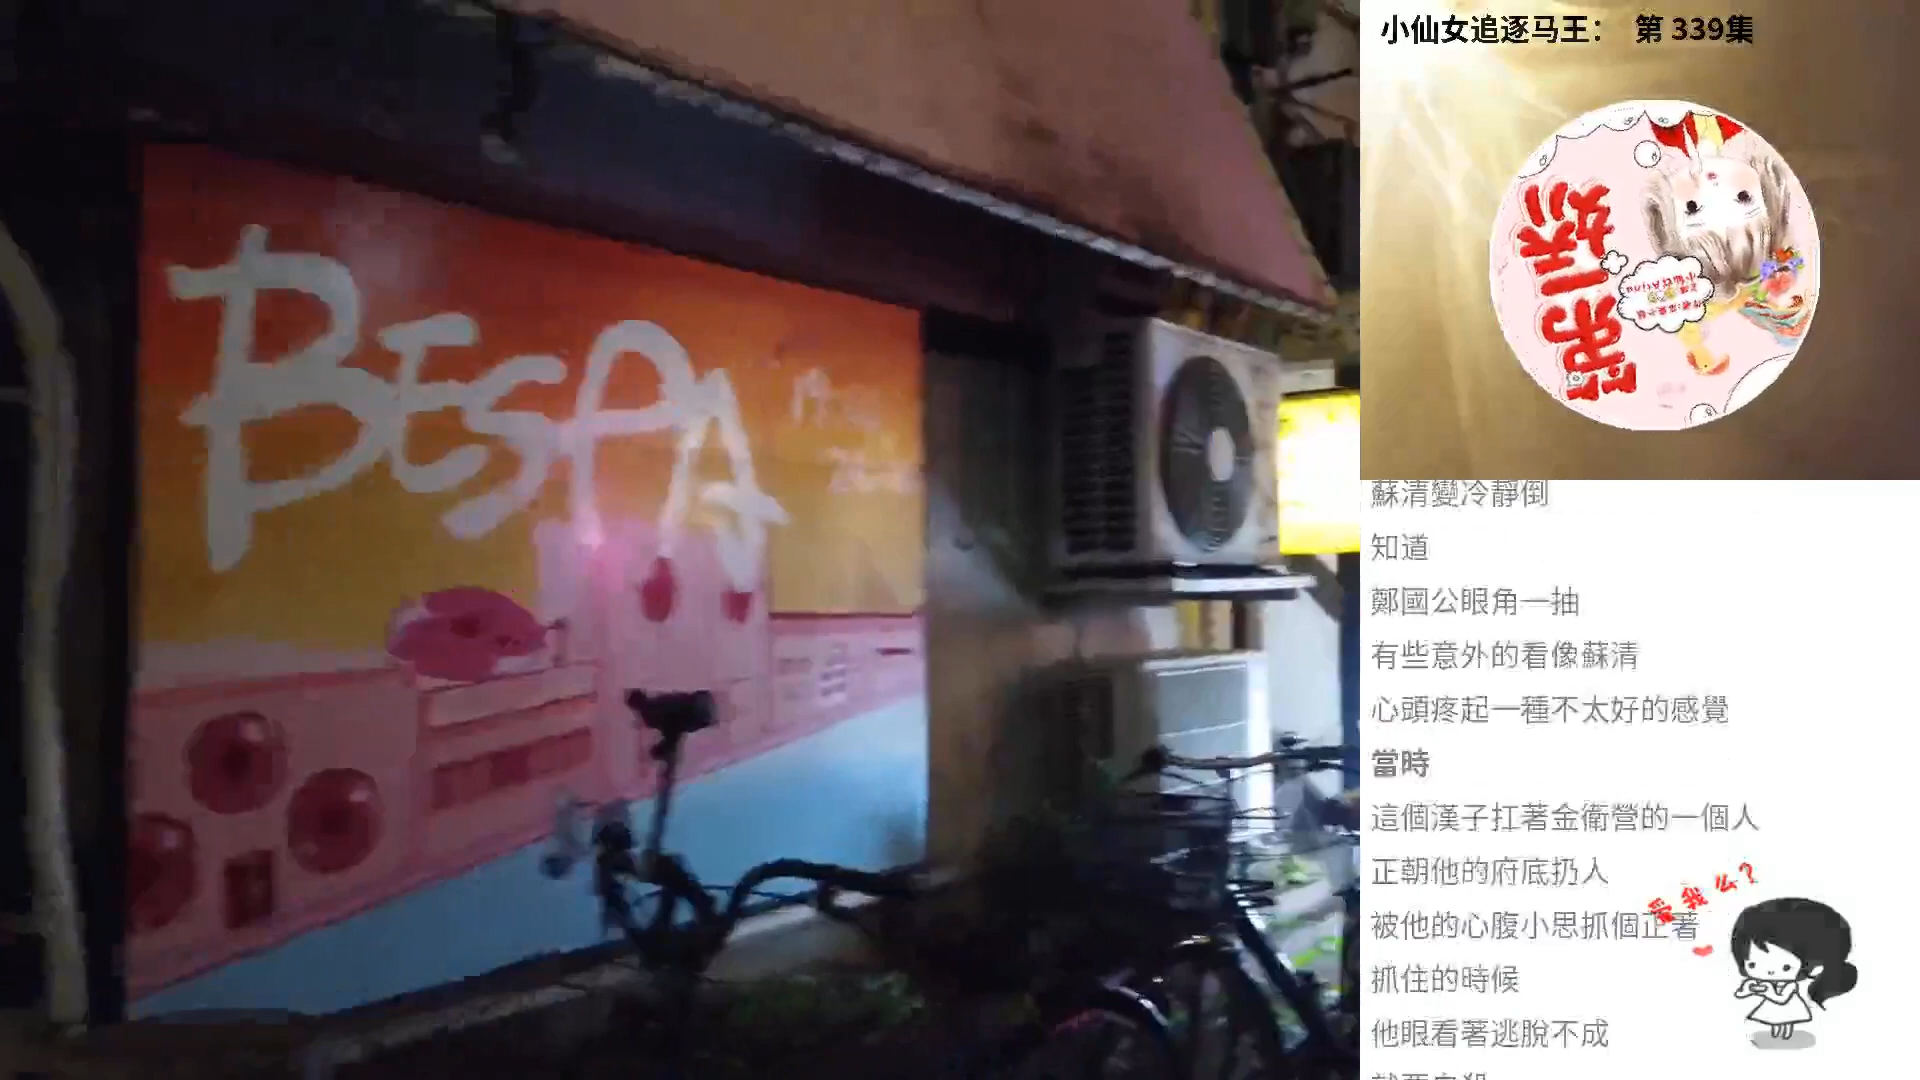 小仙女追逐马王： 第 339集
BESPA
第一妖
蘇清變冷靜倒
知道
鄭國公眼角一抽
有些意外的看像蘇清
心頭疼起一種不太好的感覺
當時
這個漢子扛著金衛營的一個人
正朝他的府底扔人
被他的心腹小思抓個正著
抓住的時候
他眼看著逃脫不成
爱我么？